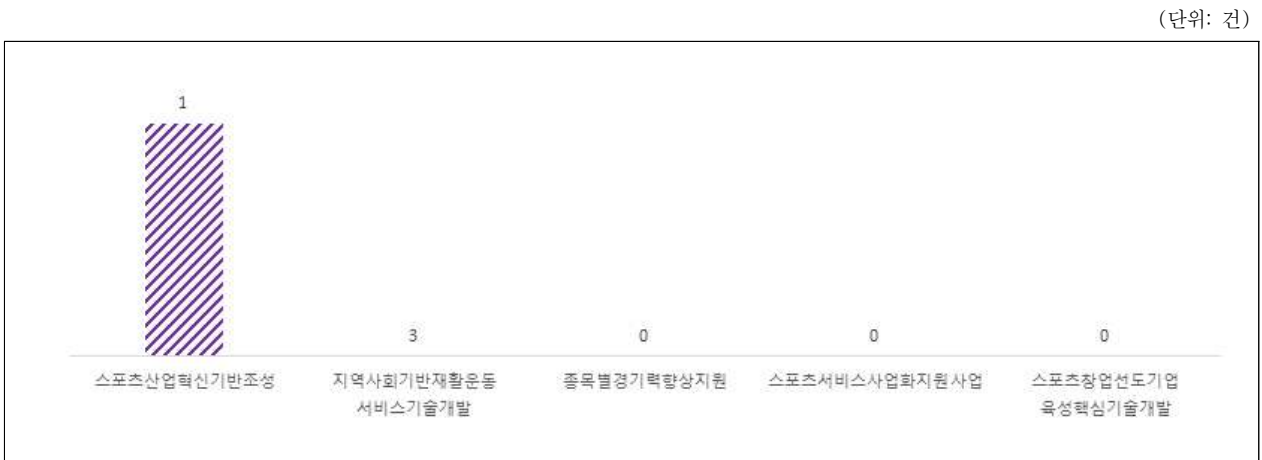 (단위: 건)
1
3
0
0
0
스포츠산업혁신기반조성
지역사회기반재활운동
서비스기술개발
종목별경기력향상지원
스포츠서비스사업화지원사업
스포츠창업선도기업
육성핵심기술개발